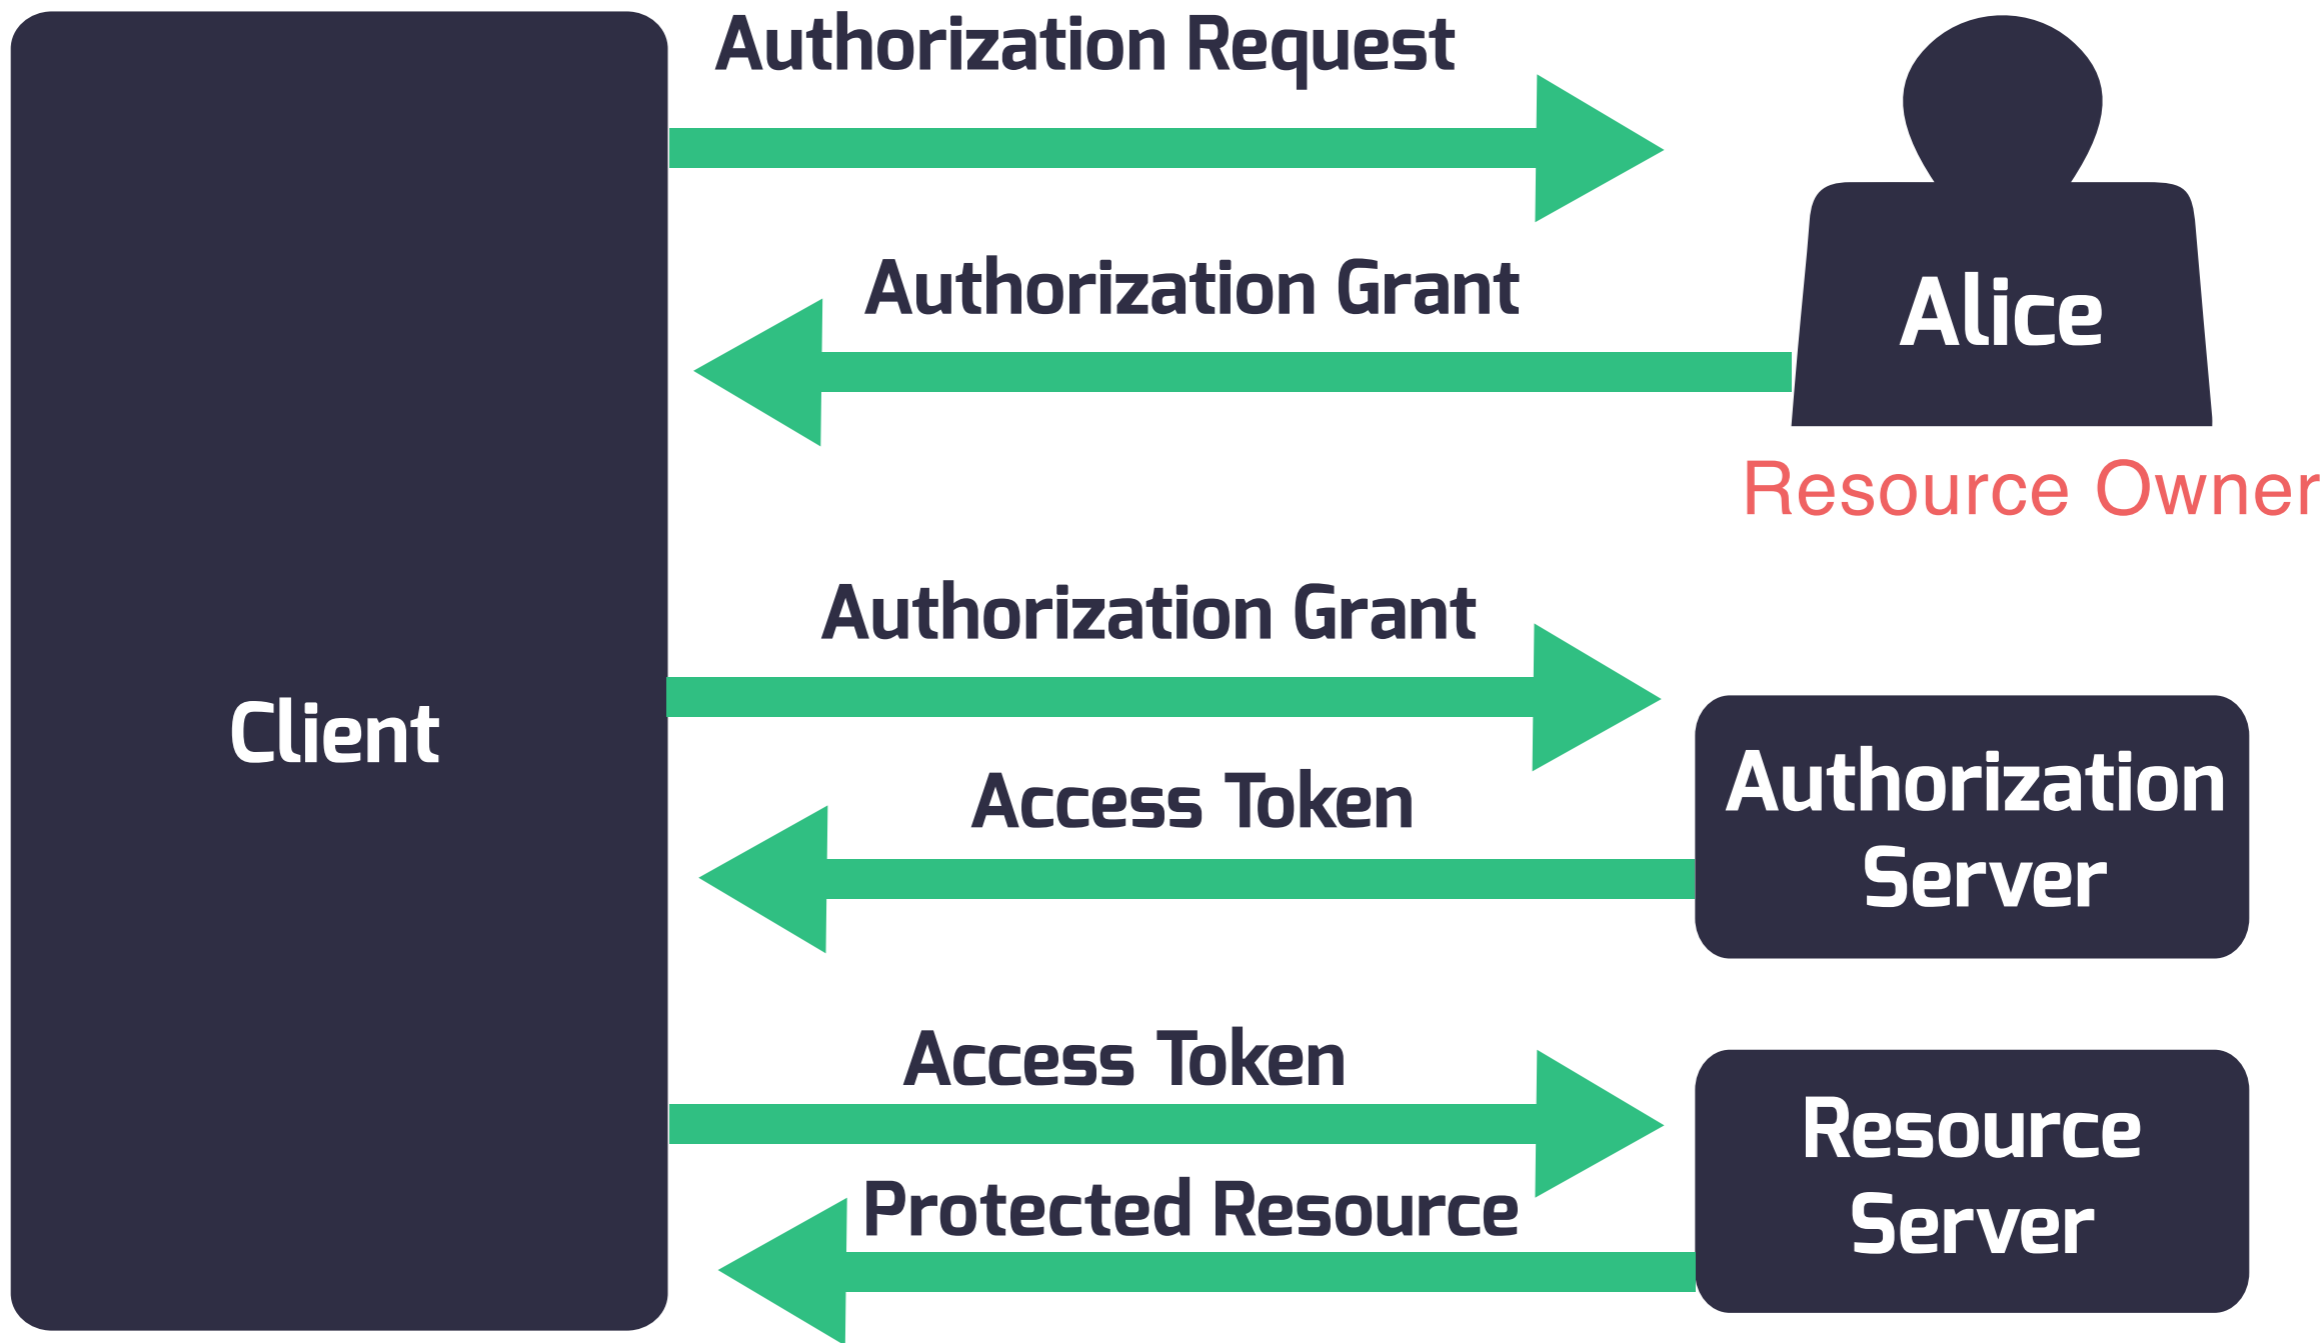 Authorization Request
Authorization Grant
Alice
Resource Owner
Authorization Grant
Client
Authorization
Server
Access Token
Access Token
Resource
Server
Protected Resource